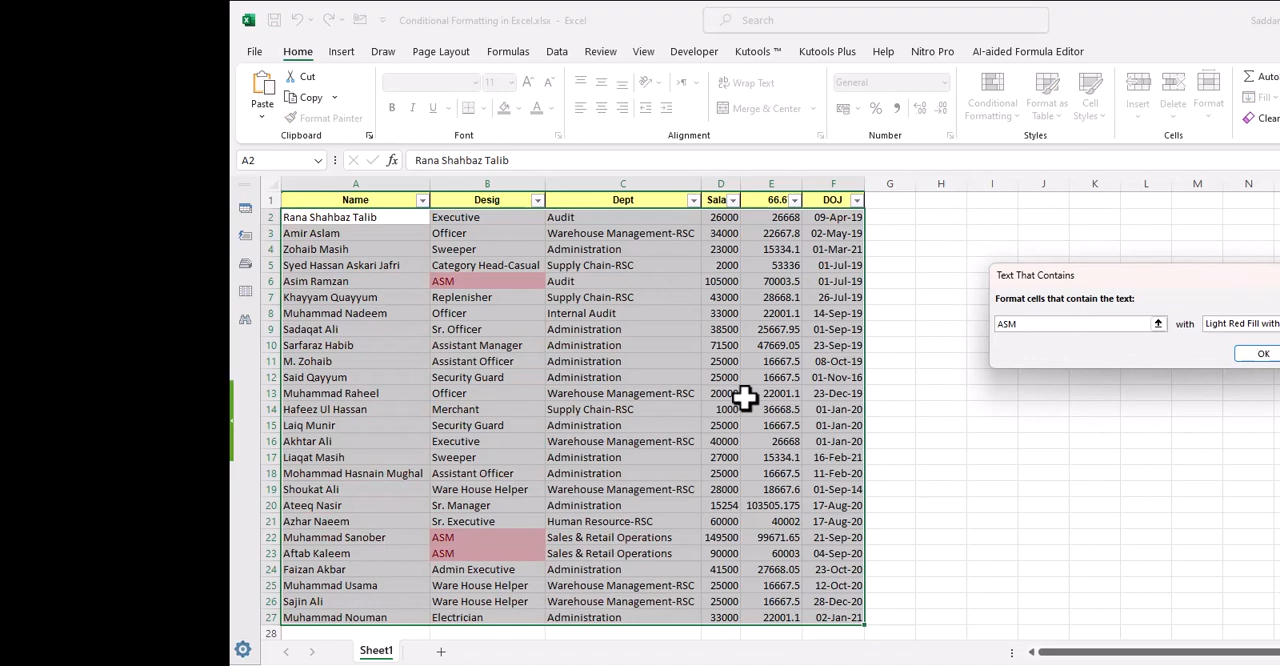 Conditional Formatting in Excel.xlsx - Excel
Search
Saddar
File Home Insert Draw Page Layout Formulas Data Review View Developer Kutools ™ Kutools Plus Help Nitro Pro AI-aided Formula Editor
Paste
Cut
Copy
Format Painter
Clipboard
11
B I U
Font
Wrap Text
Merge & Center
Alignment
General
Number
Conditional Formatting
Format as Table
Cell Styles
Styles
Insert Delete Format
Cells
Auto
Fill
Clear
A2 fx Rana Shahbaz Talib
A B C D E F G H I J K L M N
1 Name Desig Dept Sala 66.6 DOJ
2 Rana Shahbaz Talib Executive Audit 26000 26668 09-Apr-19
3 Amir Aslam Officer Warehouse Management-RSC 34000 22667.8 02-May-19
4 Zohaib Masih Sweeper Administration 23000 15334.1 01-Mar-21
5 Syed Hassan Askari Jafri Category Head-Casual Supply Chain-RSC 2000 53336 01-Jul-19
6 Asim Ramzan ASM Audit 105000 70003.5 01-Jul-19
7 Khayyam Quayyum Replenisher Supply Chain-RSC 43000 28668.1 26-Jul-19
8 Muhammad Nadeem Officer Internal Audit 33000 22001.1 14-Sep-19
9 Sadaqat Ali Sr. Officer Administration 38500 25667.95 01-Sep-19
10 Sarfaraz Habib Assistant Manager Administration 71500 47669.05 23-Sep-19
11 M. Zohaib Assistant Officer Administration 25000 16667.5 08-Oct-19
12 Said Qayyum Security Guard Administration 25000 16667.5 01-Nov-16
13 Muhammad Raheel Officer Warehouse Management-RSC 2000 22001.1 23-Dec-19
14 Hafeez Ul Hassan Merchant Supply Chain-RSC 1000 36668.5 01-Jan-20
15 Laiq Munir Security Guard Administration 25000 16667.5 01-Jan-20
16 Akhtar Ali Executive Warehouse Management-RSC 40000 26668 01-Jan-20
17 Liaqat Masih Sweeper Administration 27000 15334.1 16-Feb-21
18 Mohammad Hasnain Mughal Assistant Officer Administration 25000 16667.5 11-Feb-20
19 Shoukat Ali Ware House Helper Warehouse Management-RSC 28000 18667.6 01-Sep-14
20 Ateeq Nasir Sr. Manager Administration 15254 103505.175 17-Aug-20
21 Azhar Naeem Sr. Executive Human Resource-RSC 60000 40002 17-Aug-20
22 Muhammad Sanober ASM Sales & Retail Operations 149500 99671.65 21-Sep-20
23 Aftab Kaleem ASM Sales & Retail Operations 90000 60003 04-Sep-20
24 Faizan Akbar Admin Executive Administration 41500 27668.05 23-Oct-20
25 Muhammad Usama Ware House Helper Warehouse Management-RSC 25000 16667.5 12-Oct-20
26 Sajin Ali Ware House Helper Warehouse Management-RSC 25000 16667.5 28-Dec-20
27 Muhammad Nouman Electrician Administration 33000 22001.1 02-Jan-21
28
Text That Contains
Format cells that contain the text:
ASM with Light Red Fill with
OK
Sheet1